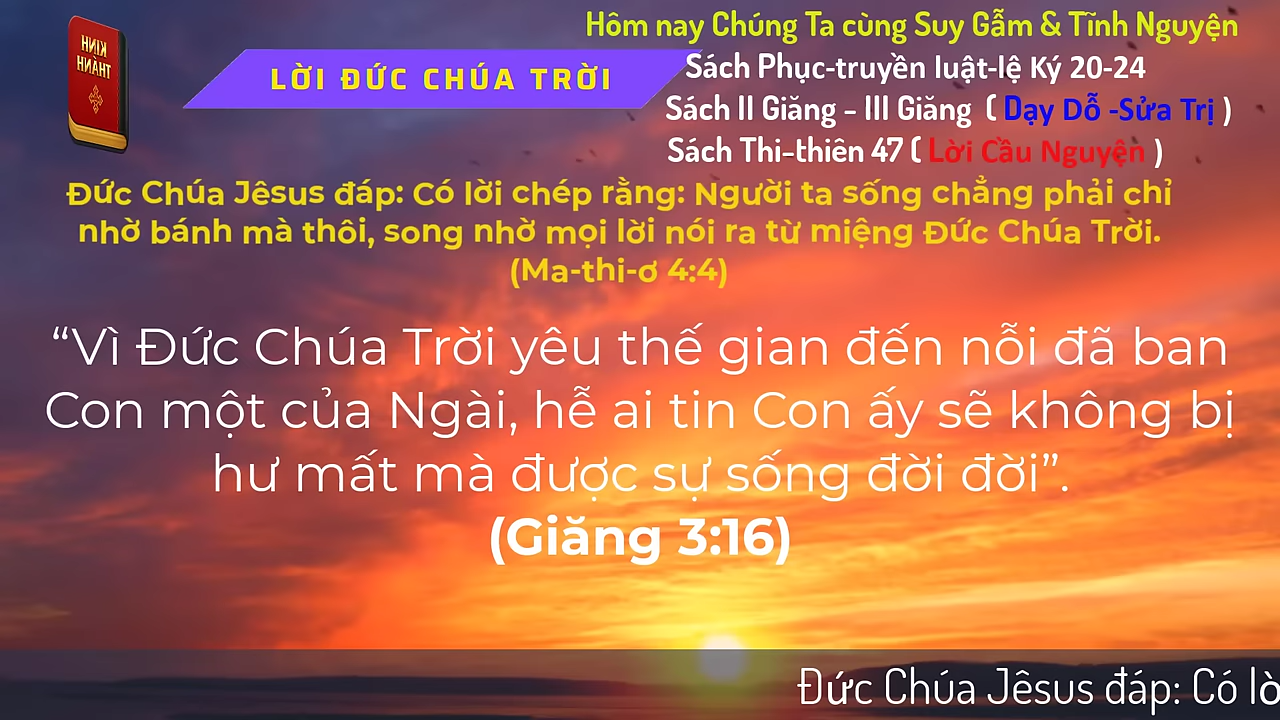 KINH
THÁNH
LỜI ĐỨC CHÚA TRỜI
Hôm nay Chúng Ta cùng Suy Gẫm & Tĩnh Nguyện
Sách Phục-truyền luật-lệ Ký 20-24
Sách II Giăng – III Giăng ( Dạy Dỗ -Sửa Trị )
Sách Thi-thiên 47 ( Lời Cầu Nguyện )
Đức Chúa Jêsus đáp: Có lời chép rằng: Người ta sống chẳng phải chỉ
nhờ bánh mà thôi, song nhờ mọi lời nói ra từ miệng Đức Chúa Trời.
(Ma-thi-ơ 4:4)
“Vì Đức Chúa Trời yêu thế gian đến nỗi đã ban
Con một của Ngài, hễ ai tin Con ấy sẽ không bị
hư mất mà được sự sống đời đời”.
(Giăng 3:16)
Đức Chúa Jêsus đáp: Có lờ